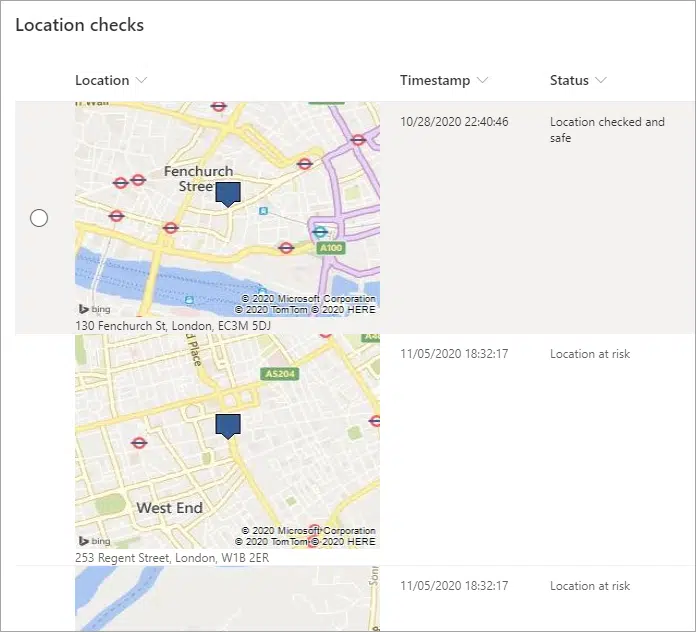 Location checks
Location
Timestamp
Status
Wall
Fenchurch
Street
A100
bing
© 2020 Microsoft Corporation
© 2020 TomTom © 2020 HERE
130 Fenchurch St, London, EC3M 5DJ
10/28/2020 22:40:46
Location checked and
safe
d Place
A5204
West End
bing
© 2020 Microsoft Corporation
© 2020 TomTom © 2020 HERE
253 Regent Street, London, W1B 2ER
11/05/2020 18:32:17
Location at risk
11/05/2020 18:32:17
Location at risk